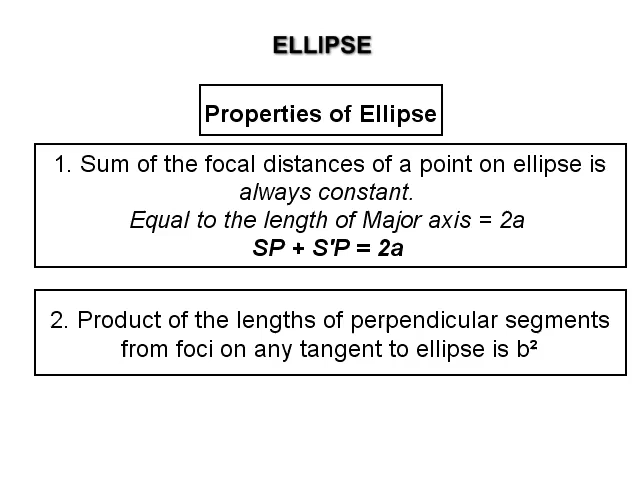 ELLIPSE
Properties of Ellipse
1. Sum of the focal distances of a point on ellipse is
always constant.
Equal to the length of Major axis = 2a
SP + S'P = 2a
2. Product of the lengths of perpendicular segments
from foci on any tangent to ellipse is b²